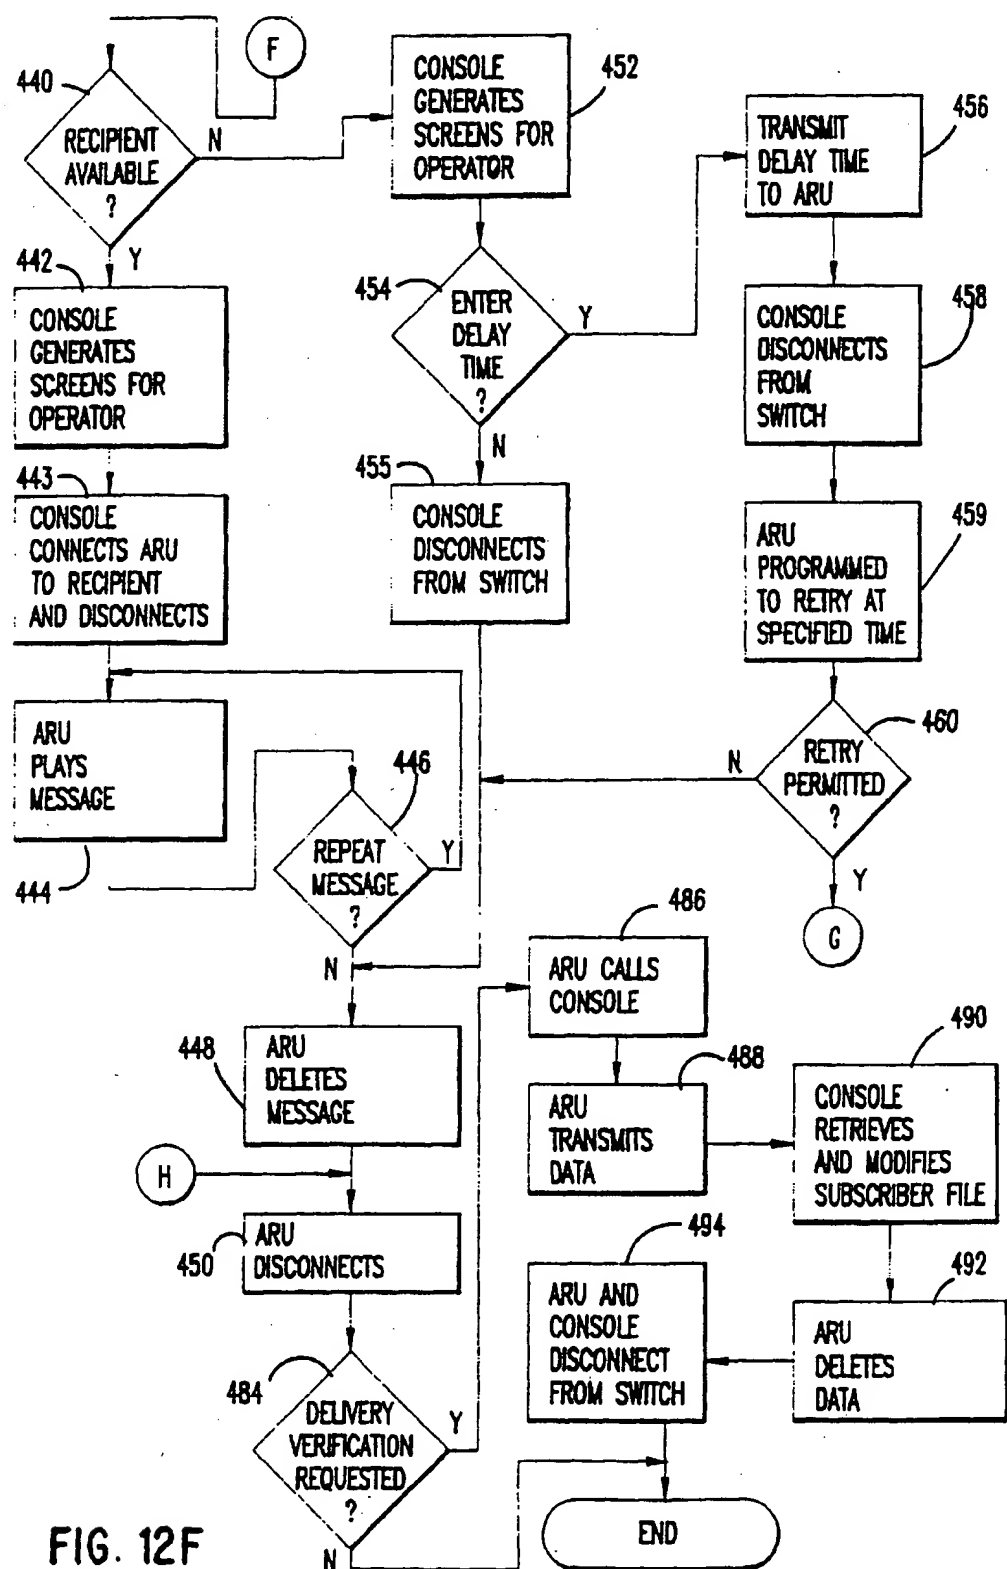 F
440
RECIPIENT
AVAILABLE
?
N
Y
452
CONSOLE
GENERATES
SCREENS FOR
OPERATOR
456
TRANSMIT
DELAY TIME
TO ARU
442
CONSOLE
GENERATES
SCREENS FOR
OPERATOR
454
ENTER
DELAY
TIME
?
Y
N
458
CONSOLE
DISCONNECTS
FROM
SWITCH
443
CONSOLE
CONNECTS ARU
TO RECIPIENT
AND DISCONNECTS
455
CONSOLE
DISCONNECTS
FROM SWITCH
459
ARU
PROGRAMMED
TO RETRY AT
SPECIFIED TIME
444
ARU
PLAYS
MESSAGE
446
REPEAT
MESSAGE
?
Y
N
460
RETRY
PERMITTED
?
N
Y
G
448
ARU
DELETES
MESSAGE
H
450
ARU
DISCONNECTS
484
DELIVERY
VERIFICATION
REQUESTED
?
Y
N
486
ARU CALLS
CONSOLE
488
ARU
TRANSMITS
DATA
490
CONSOLE
RETRIEVES
AND MODIFIES
SUBSCRIBER FILE
492
ARU
DELETES
DATA
494
ARU AND
CONSOLE
DISCONNECT
FROM SWITCH
END
FIG. 12F